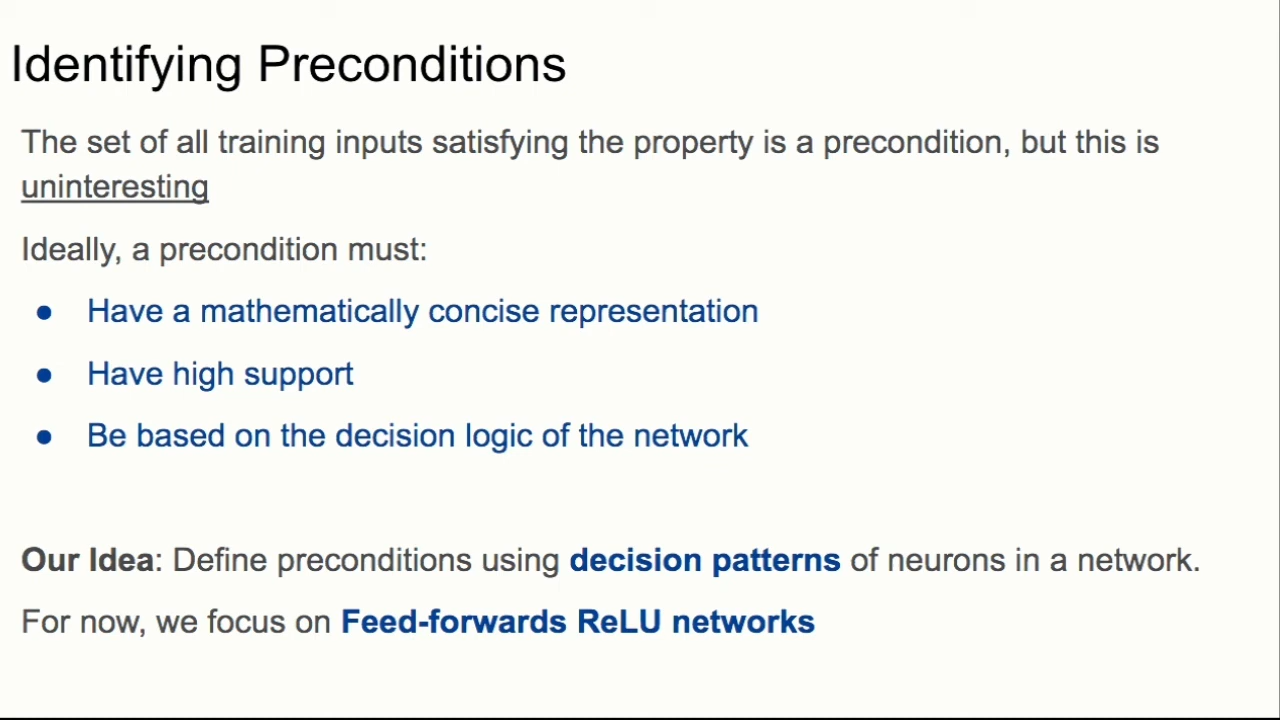 Identifying Preconditions
The set of all training inputs satisfying the property is a precondition, but this is
uninteresting
Ideally, a precondition must:
● Have a mathematically concise representation
● Have high support
● Be based on the decision logic of the network
Our Idea: Define preconditions using decision patterns of neurons in a network.
For now, we focus on Feed-forwards ReLU networks